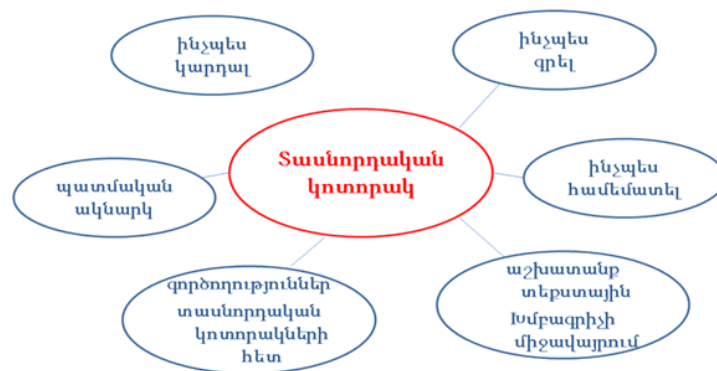 ինչպես
կարդալ
ինչպես
գրել
Տասնորդական
կոտորակ
ինչպես
համեմատել
պատմական
ակնարկ
գործողություններ
տասնորդական
կոտորակների
հետ
աշխատանք
տեքստային
Խմբագրիչի
միջավայրում